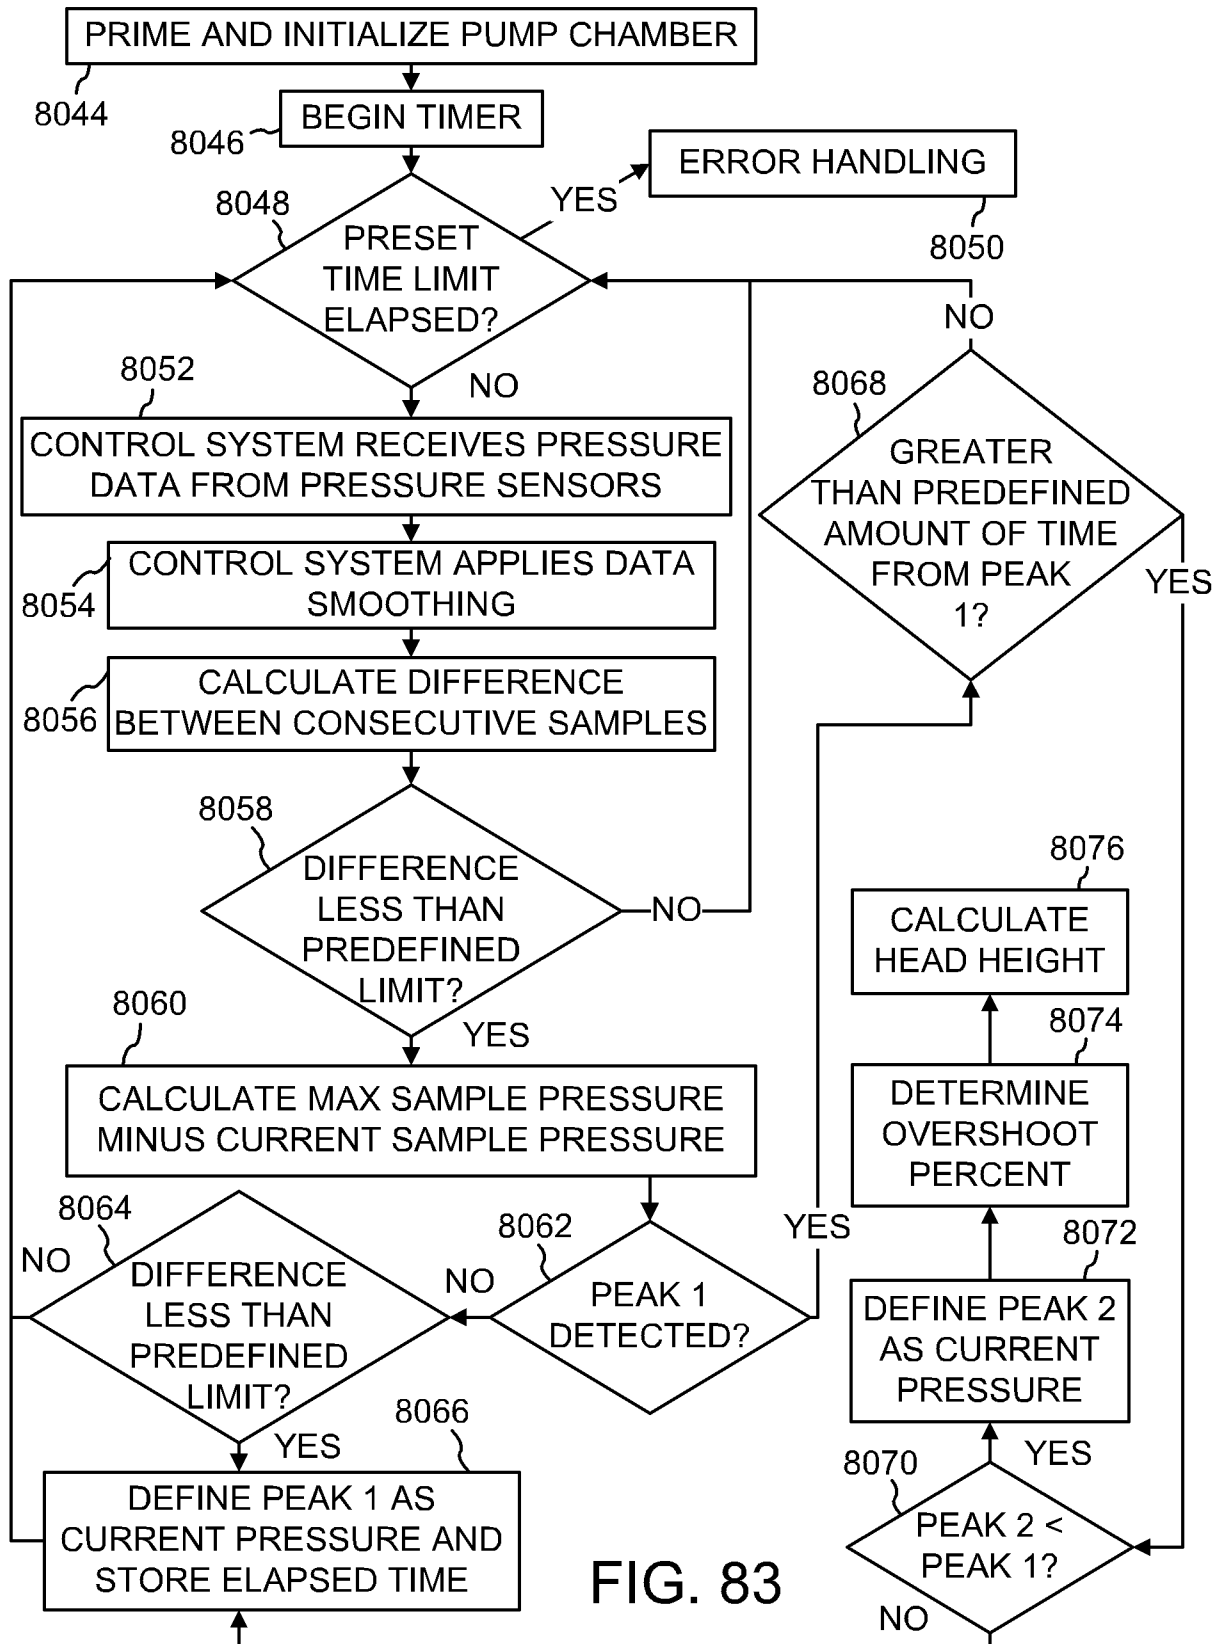 PRIME AND INITIALIZE PUMP CHAMBER
8044
BEGIN TIMER
8046
ERROR HANDLING
8050
YES
8048
PRESET
TIME LIMIT
ELAPSED?
NO
8052
CONTROL SYSTEM RECEIVES PRESSURE
DATA FROM PRESSURE SENSORS
CONTROL SYSTEM APPLIES DATA
SMOOTHING
8054
CALCULATE DIFFERENCE
BETWEEN CONSECUTIVE SAMPLES
8056
8058
DIFFERENCE
LESS THAN
PREDEFINED
LIMIT?
NO
YES
8060
CALCULATE MAX SAMPLE PRESSURE
MINUS CURRENT SAMPLE PRESSURE
8062
PEAK 1
DETECTED?
NO
YES
8064
DIFFERENCE
LESS THAN
PREDEFINED
LIMIT?
NO
YES
8066
DEFINE PEAK 1 AS
CURRENT PRESSURE AND
STORE ELAPSED TIME
8068
GREATER
THAN PREDEFINED
AMOUNT OF TIME
FROM PEAK
1?
NO
YES
8070
PEAK 2 <
PEAK 1?
NO
YES
8072
DEFINE PEAK 2
AS CURRENT
PRESSURE
8074
DETERMINE
OVERSHOOT
PERCENT
8076
CALCULATE
HEAD HEIGHT
FIG. 83